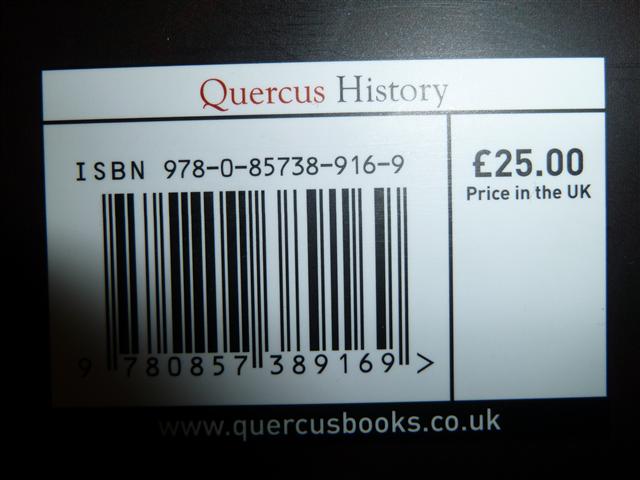 Quercus History
ISBN 978-0-85738-916-9
£25.00
Price in the UK
9 780857 389169 >
www.quercusbooks.co.uk